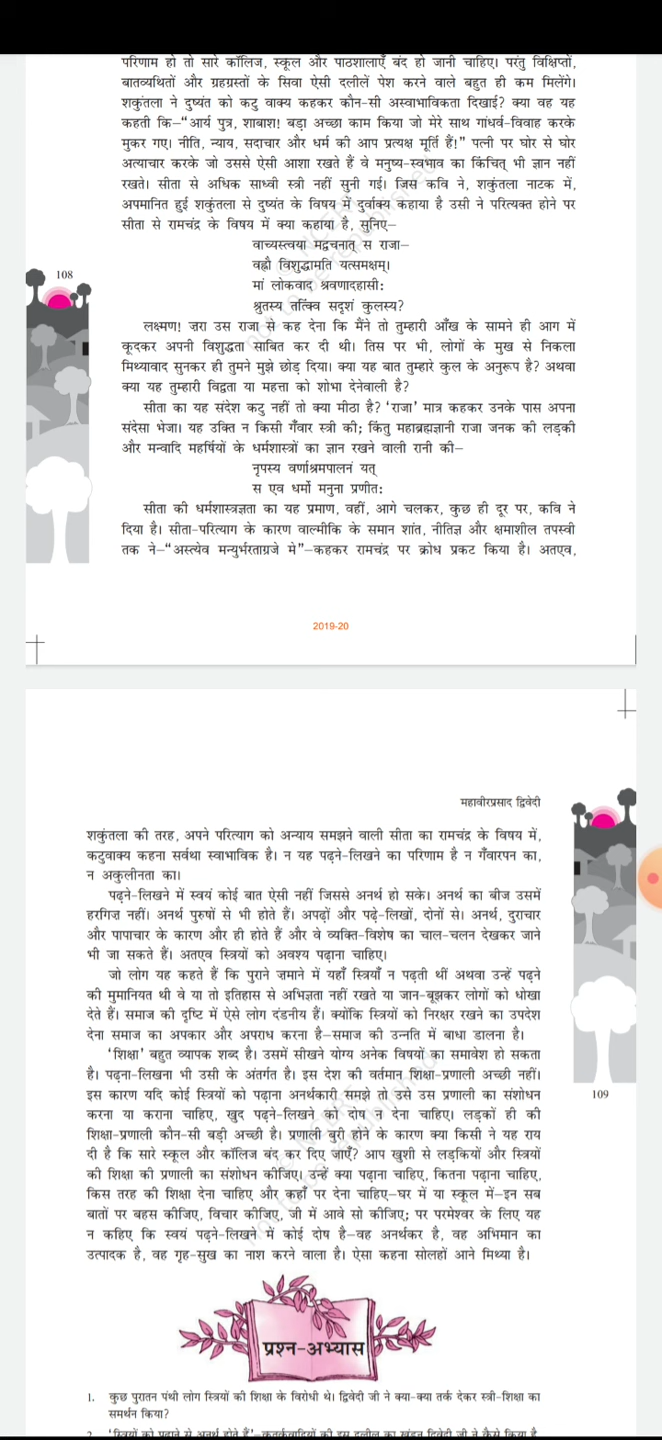 परिणाम हो तो सारे कॉलिज, स्कूल और पाठशालाएँ बंद हो जानी चाहिए। परंतु विक्षिप्तों,
बातव्यथितों और ग्रहग्रस्तों के सिवा ऐसी दलीलें पेश करने वाले बहुत ही कम मिलेंगे।
शकुंतला ने दुष्यंत को कटु वाक्य कहकर कौन-सी अस्वाभाविकता दिखाई? क्या वह यह
कहती कि–“आर्य पुत्र, शाबाश! बड़ा अच्छा काम किया जो मेरे साथ गांधर्व-विवाह करके
मुकर गए। नीति, न्याय, सदाचार और धर्म की आप प्रत्यक्ष मूर्ति हैं!” पत्नी पर घोर से घोर
अत्याचार करके जो उससे ऐसी आशा रखते हैं वे मनुष्य-स्वभाव का किंचित् भी ज्ञान नहीं
रखते। सीता से अधिक साध्वी स्त्री नहीं सुनी गई। जिस कवि ने, शकुंतला नाटक में,
अपमानित हुई शकुंतला से दुष्यंत के विषय में दुर्वाक्य कहाया है उसी ने परित्यक्त होने पर
सीता से रामचंद्र के विषय में क्या कहाया है, सुनिए–
वाच्यस्त्वया मद्वचनात् स राजा–
वह्नौ विशुद्धामति यत्समक्षम्।
मां लोकवाद श्रवणादहासी:
श्रुतस्य तत्किंव सदृशं कुलस्य?
108
लक्ष्मण! ज़रा उस राजा से कह देना कि मैंने तो तुम्हारी आँख के सामने ही आग में
कूदकर अपनी विशुद्धता साबित कर दी थी। तिस पर भी, लोगों के मुख से निकला
मिथ्यावाद सुनकर ही तुमने मुझे छोड़ दिया। क्या यह बात तुम्हारे कुल के अनुरूप है? अथवा
क्या यह तुम्हारी विद्वता या महत्ता को शोभा देनेवाली है?
सीता का यह संदेश कटु नहीं तो क्या मीठा है? ‘राजा’ मात्र कहकर उनके पास अपना
संदेसा भेजा। यह उक्ति न किसी गँवार स्त्री की; किंतु महाब्रह्मज्ञानी राजा जनक की लड़की
और मन्वादि महर्षियों के धर्मशास्त्रों का ज्ञान रखने वाली रानी की–
नृपस्य वर्णाश्रमपालनं यत्
स एव धर्मो मनुना प्रणीत:
सीता की धर्मशास्त्रज्ञता का यह प्रमाण, वहीं, आगे चलकर, कुछ ही दूर पर, कवि ने
दिया है। सीता-परित्याग के कारण वाल्मीकि के समान शांत, नीतिज्ञ और क्षमाशील तपस्वी
तक ने–“अस्त्येव मन्युर्भरताग्रजे मे”–कहकर रामचंद्र पर क्रोध प्रकट किया है। अतएव,
2019-20
महावीरप्रसाद द्विवेदी
शकुंतला की तरह, अपने परित्याग को अन्याय समझने वाली सीता का रामचंद्र के विषय में,
कटुवाक्य कहना सर्वथा स्वाभाविक है। न यह पढ़ने-लिखने का परिणाम है न गँवारपन का,
न अकुलीनता का।
पढ़ने-लिखने में स्वयं कोई बात ऐसी नहीं जिससे अनर्थ हो सके। अनर्थ का बीज उसमें
हरगिज नहीं। अनर्थ पुरुषों से भी होते हैं। अपढ़ों और पढ़े-लिखों, दोनों से। अनर्थ, दुराचार
और पापाचार के कारण और ही होते हैं और वे व्यक्ति-विशेष का चाल-चलन देखकर जाने
भी जा सकते हैं। अतएव स्त्रियों को अवश्य पढ़ाना चाहिए।
जो लोग यह कहते हैं कि पुराने ज़माने में यहाँ स्त्रियाँ न पढ़ती थीं अथवा उन्हें पढ़ने
की मुमानियत थी वे या तो इतिहास से अभिज्ञता नहीं रखते या जान-बूझकर लोगों को धोखा
देते हैं। समाज की दृष्टि में ऐसे लोग दंडनीय हैं। क्योंकि स्त्रियों को निरक्षर रखने का उपदेश
देना समाज का अपकार और अपराध करना है–समाज की उन्नति में बाधा डालना है।
‘शिक्षा’ बहुत व्यापक शब्द है। उसमें सीखने योग्य अनेक विषयों का समावेश हो सकता
है। पढ़ना-लिखना भी उसी के अंतर्गत है। इस देश की वर्तमान शिक्षा-प्रणाली अच्छी नहीं।
इस कारण यदि कोई स्त्रियों को पढ़ाना अनर्थकारी समझे तो उसे उस प्रणाली का संशोधन
करना या कराना चाहिए, खुद पढ़ने-लिखने को दोष न देना चाहिए। लड़कों ही की
शिक्षा-प्रणाली कौन-सी बड़ी अच्छी है। प्रणाली बुरी होने के कारण क्या किसी ने यह राय
दी है कि सारे स्कूल और कॉलिज बंद कर दिए जाएँ? आप खुशी से लड़कियों और स्त्रियों
की शिक्षा की प्रणाली का संशोधन कीजिए। उन्हें क्या पढ़ाना चाहिए, कितना पढ़ाना चाहिए,
किस तरह की शिक्षा देना चाहिए और कहाँ पर देना चाहिए–घर में या स्कूल में–इन सब
बातों पर बहस कीजिए, विचार कीजिए, जी में आवे सो कीजिए; पर परमेश्वर के लिए यह
न कहिए कि स्वयं पढ़ने-लिखने में कोई दोष है–वह अनर्थकर है, वह अभिमान का
उत्पादक है, वह गृह-सुख का नाश करने वाला है। ऐसा कहना सोलहों आने मिथ्या है।
109
प्रश्न-अभ्यास
1. कुछ पुरातन पंथी लोग स्त्रियों की शिक्षा के विरोधी थे। द्विवेदी जी ने क्या-क्या तर्क देकर स्त्री-शिक्षा का
समर्थन किया?
2. ‘स्त्रियों को पढ़ाने से अनर्थ होते हैं’–कुतर्कवादियों की इस दलील का खंडन द्विवेदी जी ने कैसे किया है